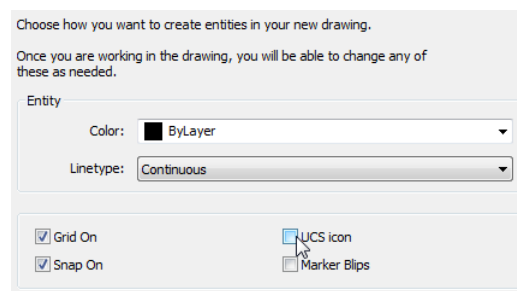 Choose how you want to create entities in your new drawing.
Once you are working in the drawing, you will be able to change any of
these as needed.
Entity
Color: ByLayer
Linetype: Continuous
Grid On
UCS icon
Snap On
Marker Blips